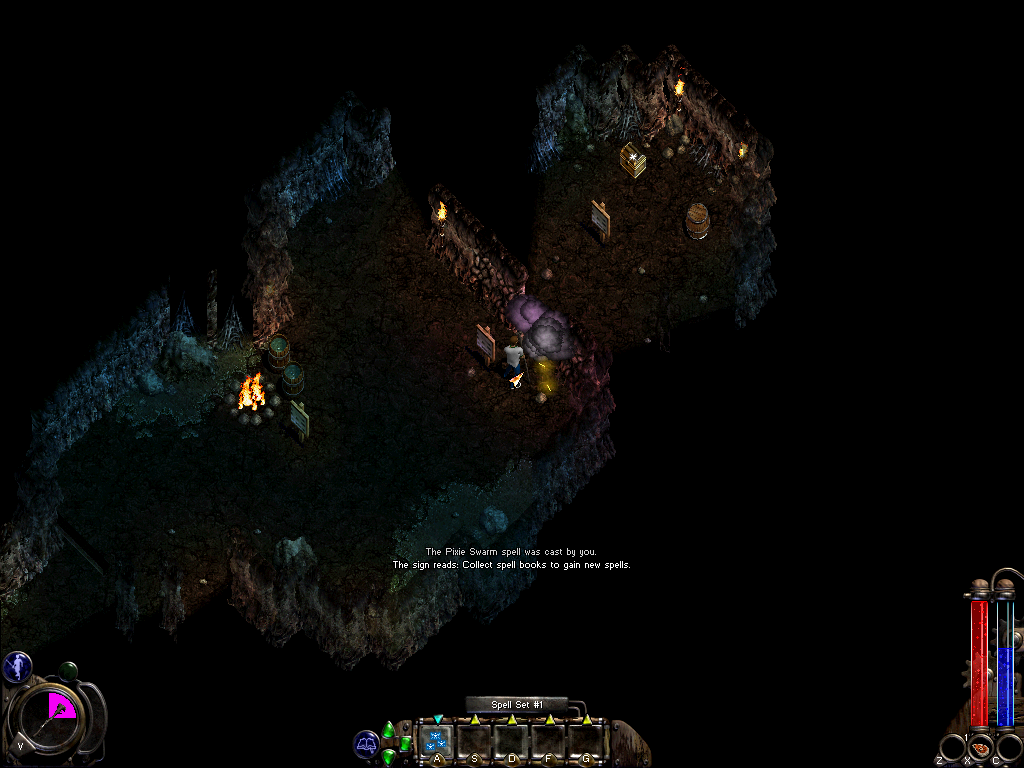 The Pixie Swarm spell was cast by you.
The sign reads: Collect spell books to gain new spells.
Spell Set #1
V
A S D F G
Z X C